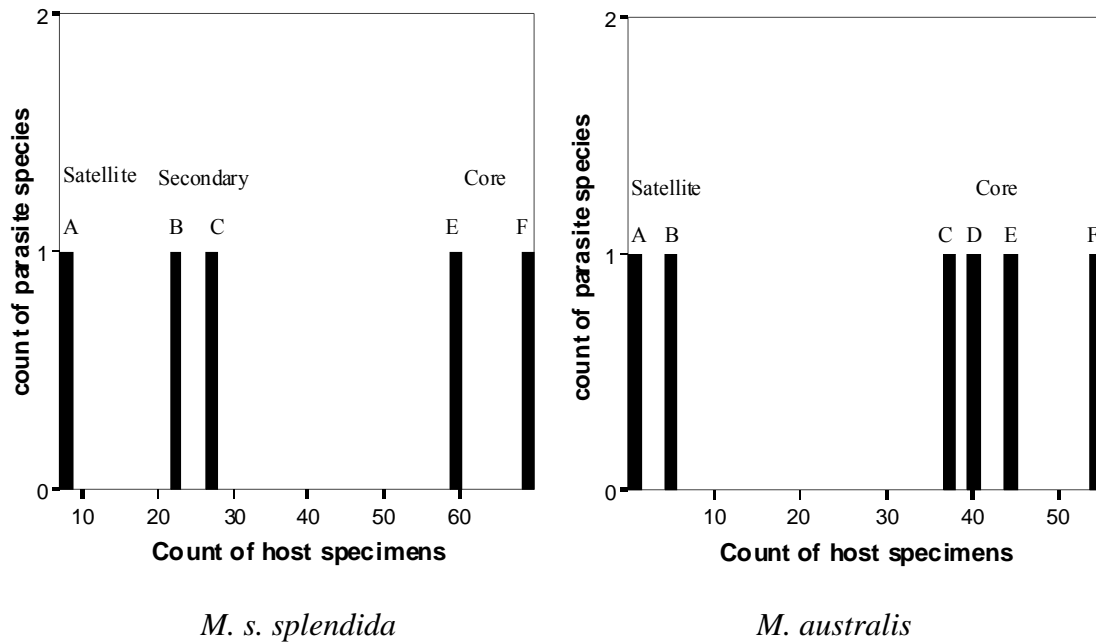 2
count of parasite species
Satellite Secondary Core
A B C E F
1
0
10 20 30 40 50 60
Count of host specimens
M. s. splendida
2
count of parasite species
Satellite Core
A B C D E F
1
0
10 20 30 40 50
Count of host specimens
M. australis